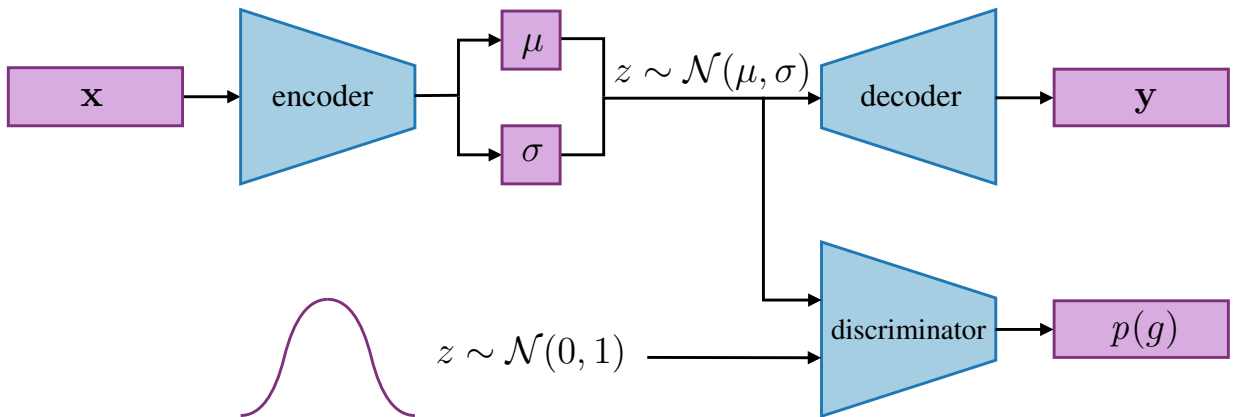 x
encoder
μ
σ
z ∼ 𝒩(μ, σ)
decoder
y
z ∼ 𝒩(0, 1)
discriminator
p(g)